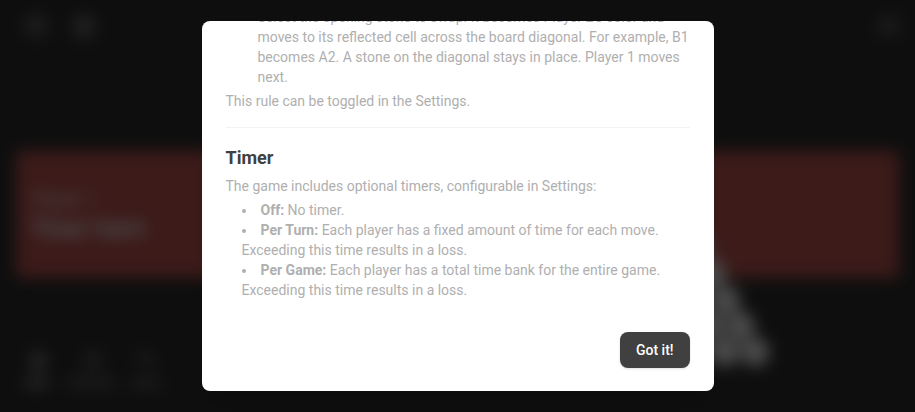 moves to its reflected cell across the board diagonal. For example, B1
becomes A2. A stone on the diagonal stays in place. Player 1 moves
next.
This rule can be toggled in the Settings.
Timer
The game includes optional timers, configurable in Settings:
• Off: No timer.
• Per Turn: Each player has a fixed amount of time for each move.
Exceeding this time results in a loss.
• Per Game: Each player has a total time bank for the entire game.
Exceeding this time results in a loss.
Got it!